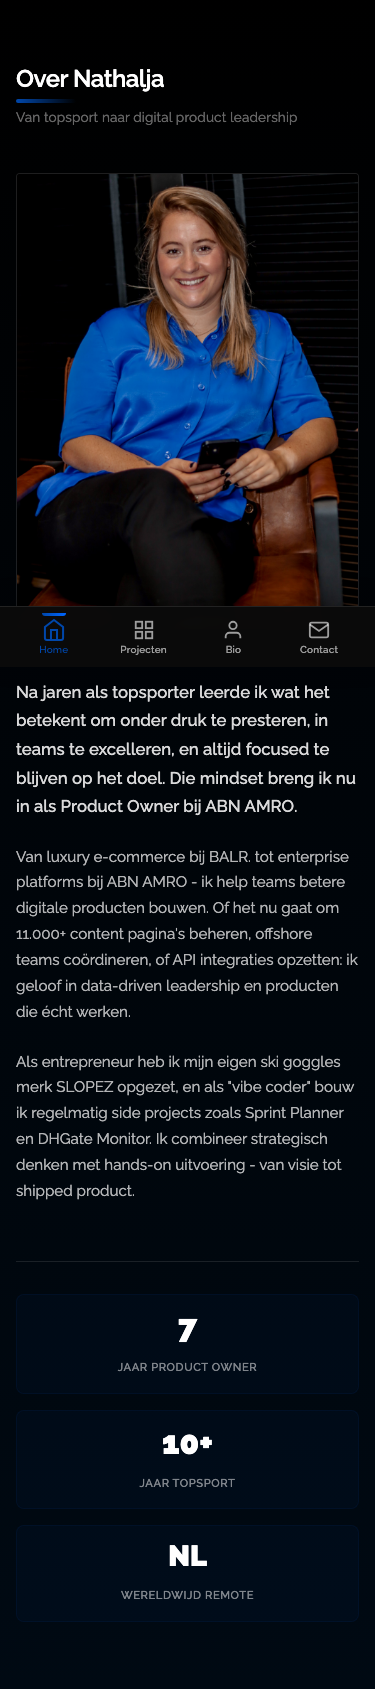 Over Nathalja
Van topsport naar digital product leadership
Home
Projecten
Bio
Contact
Na jaren als topsporter leerde ik wat het
betekent om onder druk te presteren, in
teams te excelleren, en altijd focused te
blijven op het doel. Die mindset breng ik nu
in als Product Owner bij ABN AMRO.
Van luxury e-commerce bij BALR. tot enterprise
platforms bij ABN AMRO - ik help teams betere
digitale producten bouwen. Of het nu gaat om
11.000+ content pagina's beheren, offshore
teams coördineren, of API integraties opzetten: ik
geloof in data-driven leadership en producten
die écht werken.
Als entrepreneur heb ik mijn eigen ski goggles
merk SLOPEZ opgezet, en als "vibe coder" bouw
ik regelmatig side projects zoals Sprint Planner
en DHGate Monitor. Ik combineer strategisch
denken met hands-on uitvoering - van visie tot
shipped product.
7
JAAR PRODUCT OWNER
10+
JAAR TOPSPORT
NL
WERELDWIJD REMOTE